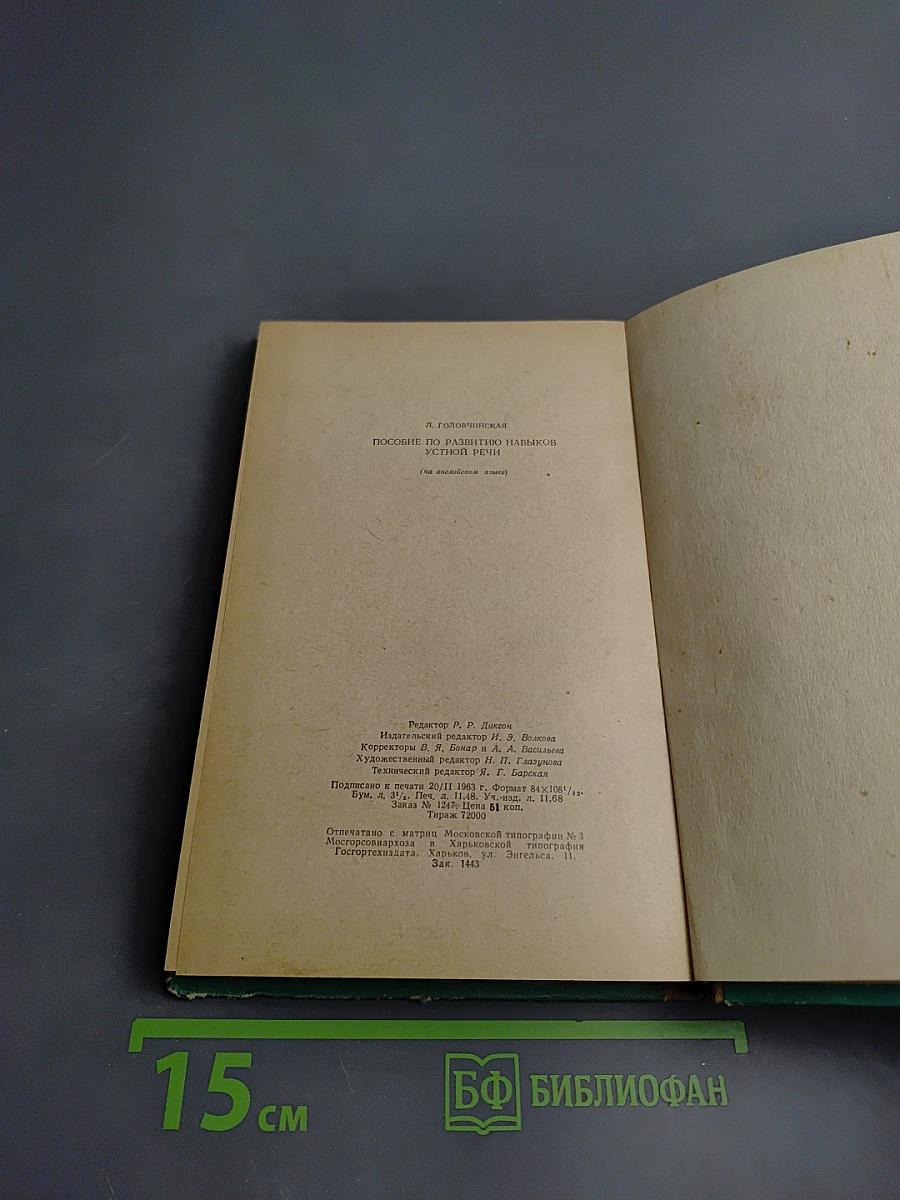 Л. ГОЛОВЧИНСКАЯ
ПОСОБИЕ ПО РАЗВИТИЮ НАВЫКОВ
УСТНОЙ РЕЧИ
(на английском языке)
Редактор Р. Р. Диксон
Издательский редактор И. Э. Волкова
Корректоры В. Я. Бонар и А. А. Васильева
Художественный редактор Н. П. Глазунова
Технический редактор Я. Г. Барская
Подписано к печати 20/II 1963 г. Формат 84×108¹/₃₂.
Бум. л. 3¹/₂. Печ. л. 11,48. Уч.-изд. л. 11,68
Заказ № 1247. Цена 51 коп.
Тираж 72000
Отпечатано с матриц Московской типографии № 3
Мосгорсовнархоза в Харьковской типографии
Госгортехиздата. Харьков, ул. Энгельса, 11.
Зак. 1443
15 см
БФ БИБЛИОФАН